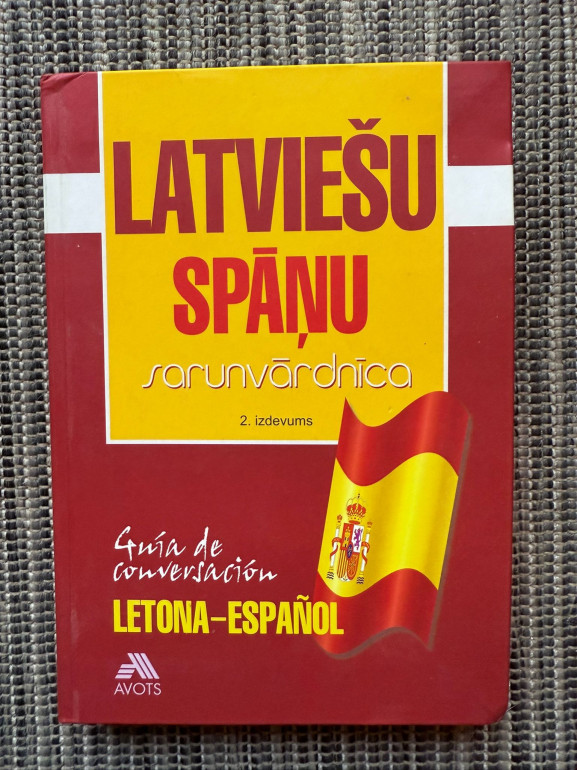 LATVIEŠU
SPĀŅU
sarunvārdnīca
2. izdevums
Guía de
conversación
LETONA-ESPAÑOL
AVOTS